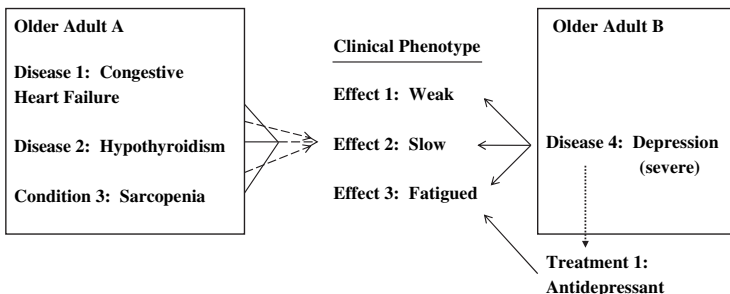 Older Adult A
Disease 1: Congestive
Heart Failure
Disease 2: Hypothyroidism
Condition 3: Sarcopenia
Clinical Phenotype
Effect 1: Weak
Effect 2: Slow
Effect 3: Fatigued
Older Adult B
Disease 4: Depression
(severe)
Treatment 1:
Antidepressant